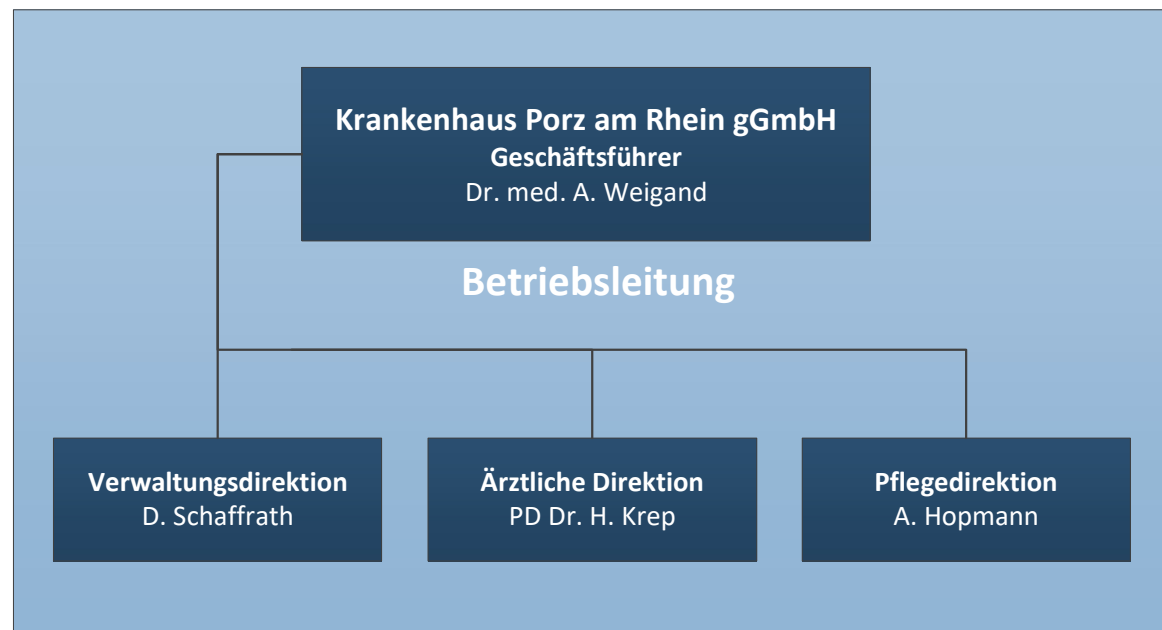 Krankenhaus Porz am Rhein gGmbH
Geschäftsführer
Dr. med. A. Weigand
Betriebsleitung
Verwaltungsdirektion
D. Schaffrath
Ärztliche Direktion
PD Dr. H. Krep
Pflegedirektion
A. Hopmann